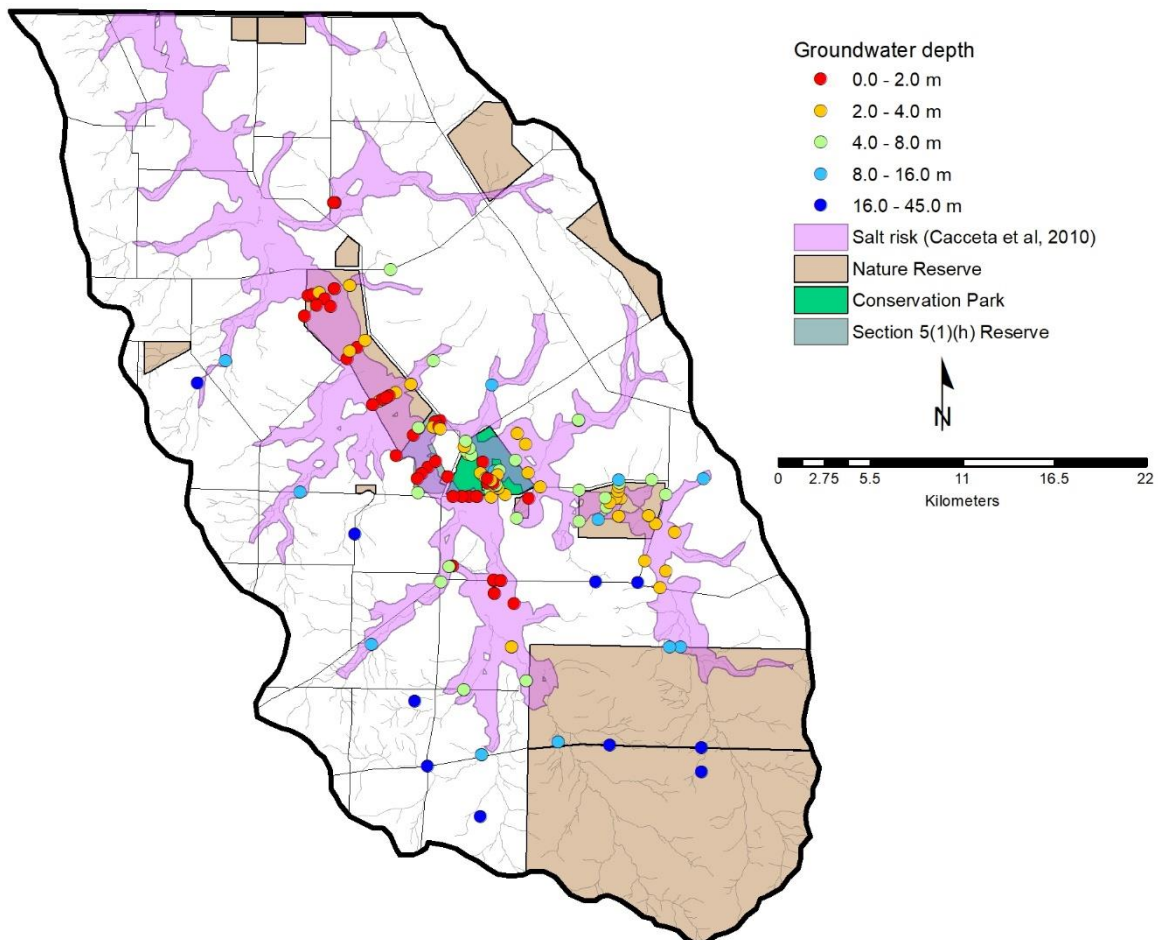 Groundwater depth
0.0 - 2.0 m
2.0 - 4.0 m
4.0 - 8.0 m
8.0 - 16.0 m
16.0 - 45.0 m
Salt risk (Cacceta et al, 2010)
Nature Reserve
Conservation Park
Section 5(1)(h) Reserve
N
0 2.75 5.5 11 16.5 22
Kilometers